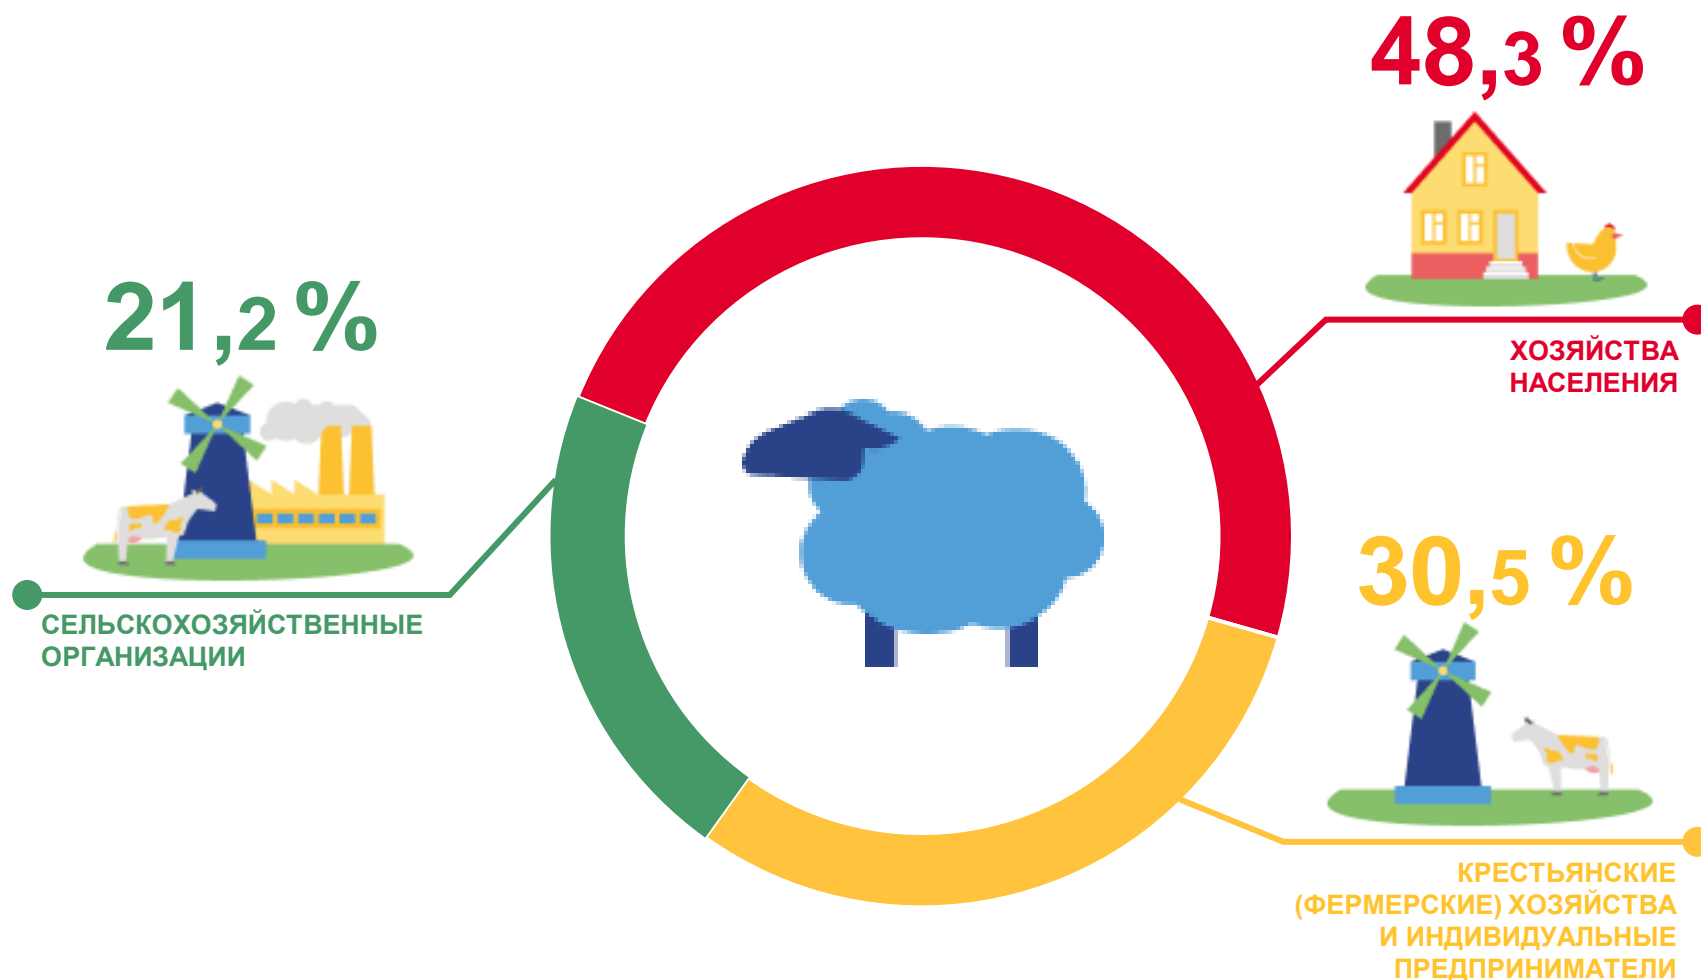 48,3 %
ХОЗЯЙСТВА
НАСЕЛЕНИЯ
21,2 %
СЕЛЬСКОХОЗЯЙСТВЕННЫЕ
ОРГАНИЗАЦИИ
30,5 %
КРЕСТЬЯНСКИЕ
(ФЕРМЕРСКИЕ) ХОЗЯЙСТВА
И ИНДИВИДУАЛЬНЫЕ
ПРЕДПРИНИМАТЕЛИ